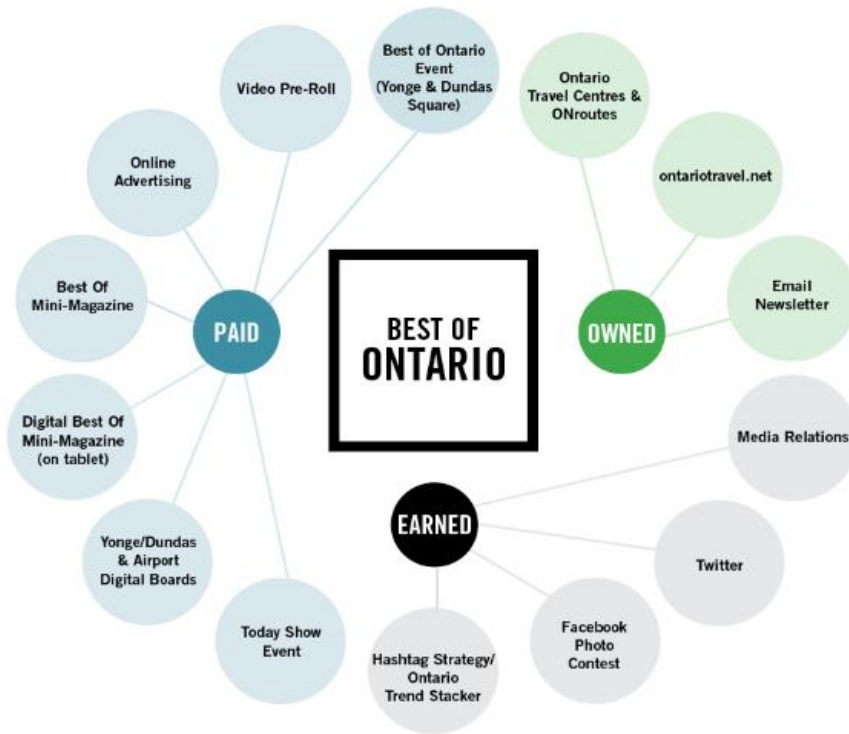 Best of Ontario
Event
(Yonge & Dundas
Square)
Video Pre-Roll
Online
Advertising
Best Of
Mini-Magazine
PAID
Digital Best Of
Mini-Magazine
(on tablet)
Yonge/Dundas
& Airport
Digital Boards
Today Show
Event
BEST OF
ONTARIO
Ontario
Travel Centres &
ONroutes
ontariotravel.net
Email
Newsletter
OWNED
Media Relations
Twitter
Facebook
Photo
Contest
Hashtag Strategy/
Ontario
Trend Stacker
EARNED